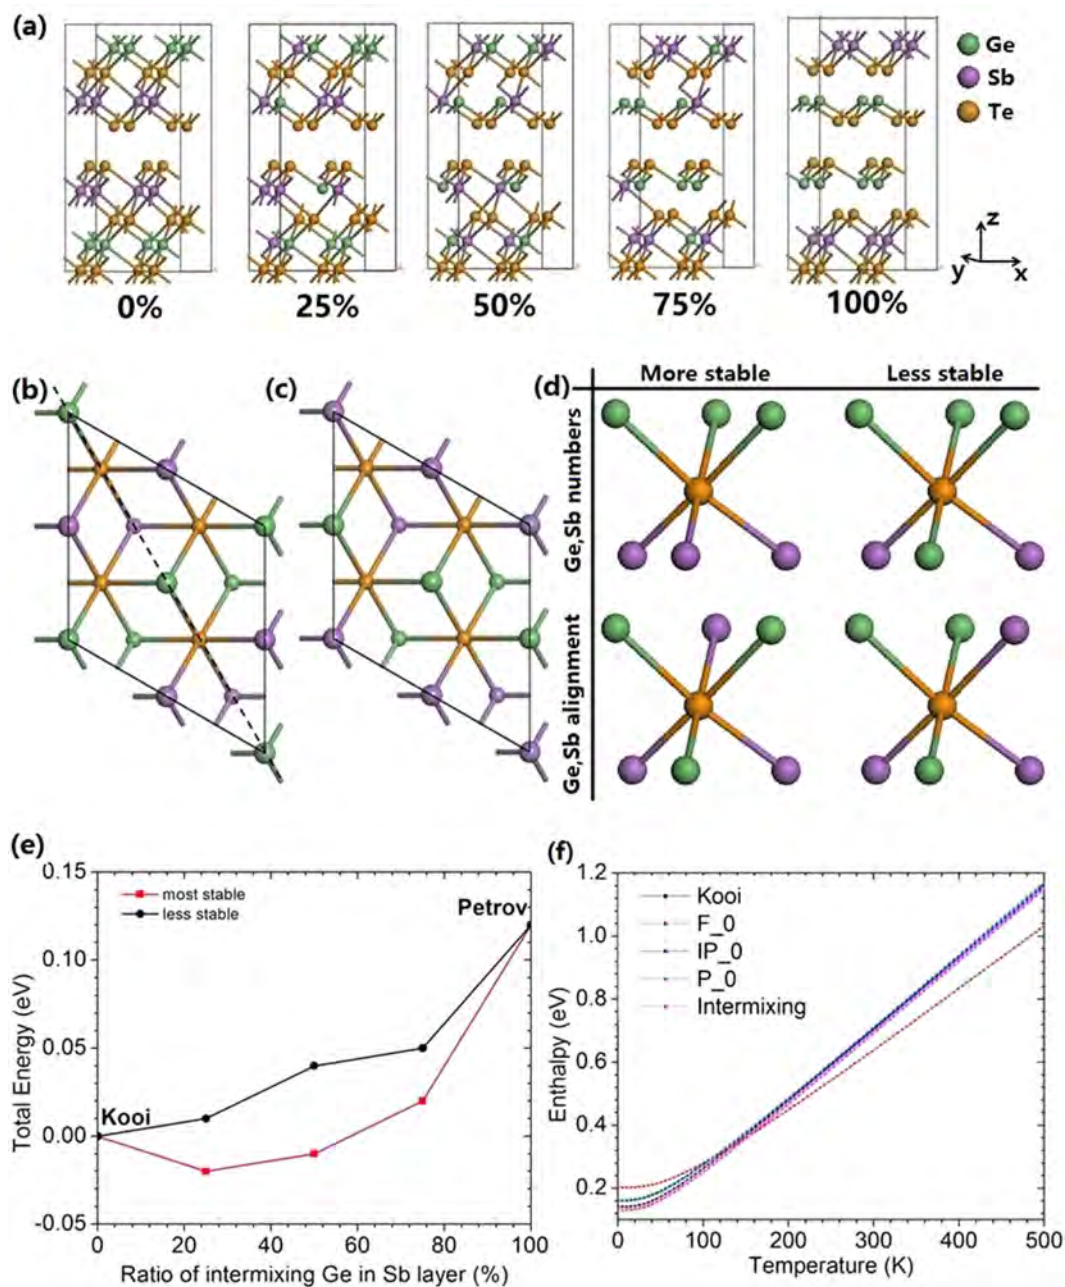 (a)
Ge
Sb
Te
z
y
x
0%
25%
50%
75%
100%
(b)
(c)
(d)
More stable
Less stable
Ge,Sb numbers
Ge,Sb alignment
(e)
0.15
0.10
0.05
0.00
-0.05
most stable
less stable
Petrov
Kooi
Total Energy (eV)
0
20
40
60
80
100
Ratio of intermixing Ge in Sb layer (%)
(f)
1.2
1.0
0.8
0.6
0.4
0.2
Kooi
F_0
IP_0
P_0
Intermixing
Enthalpy (eV)
0
100
200
300
400
500
Temperature (K)